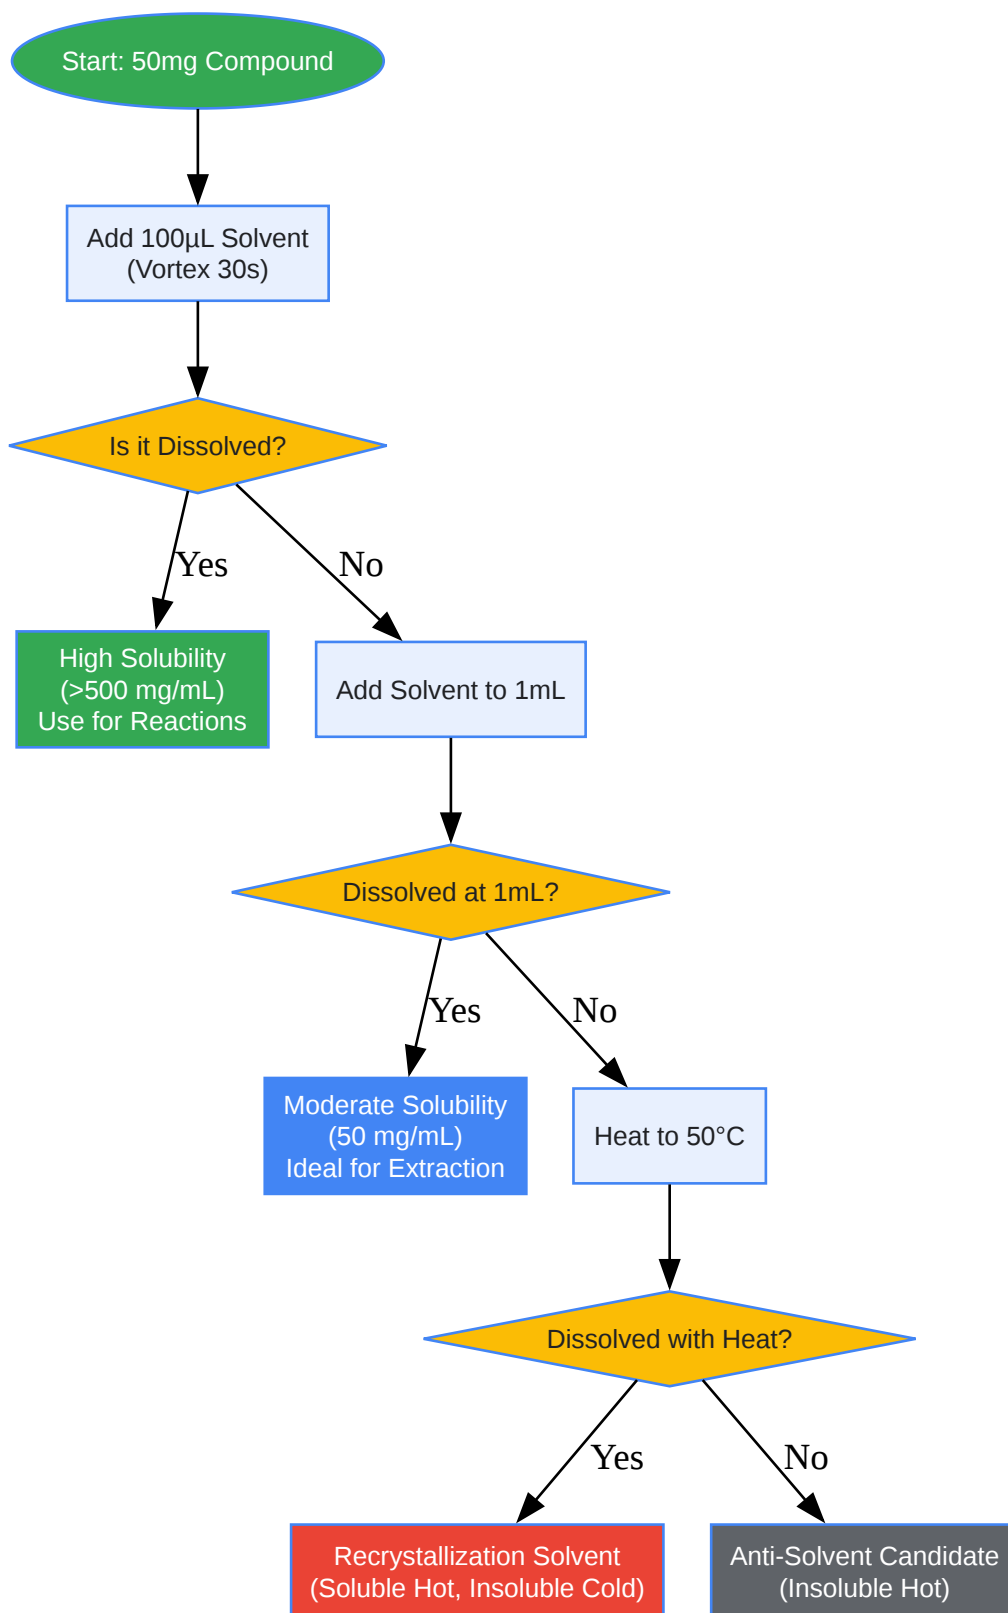 Start: 50mg Compound
Add 100µL Solvent
(Vortex 30s)
Is it Dissolved?
Yes
No
High Solubility
(>500 mg/mL)
Use for Reactions
Add Solvent to 1mL
Dissolved at 1mL?
Yes
No
Moderate Solubility
(50 mg/mL)
Ideal for Extraction
Heat to 50°C
Dissolved with Heat?
Yes
No
Recrystallization Solvent
(Soluble Hot, Insoluble Cold)
Anti-Solvent Candidate
(Insoluble Hot)